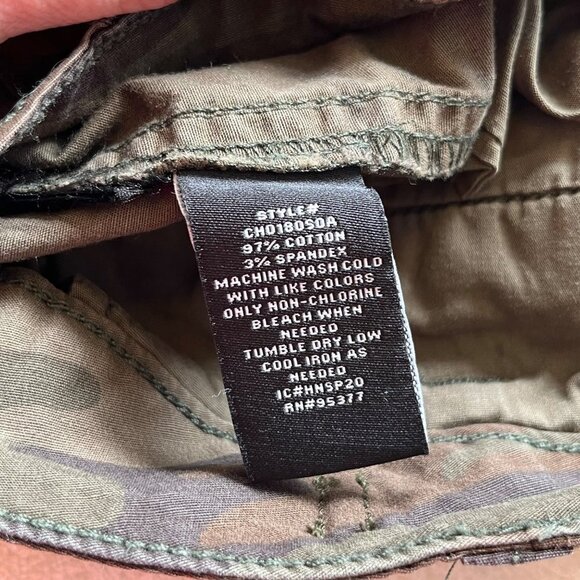 STYLE#
CH0180S0A
97% COTTON
3% SPANDEX
MACHINE WASH COLD
WITH LIKE COLORS
ONLY NON-CHLORINE
BLEACH WHEN
NEEDED
TUMBLE DRY LOW
COOL IRON AS
NEEDED
IC#HNSP20
RN#95377